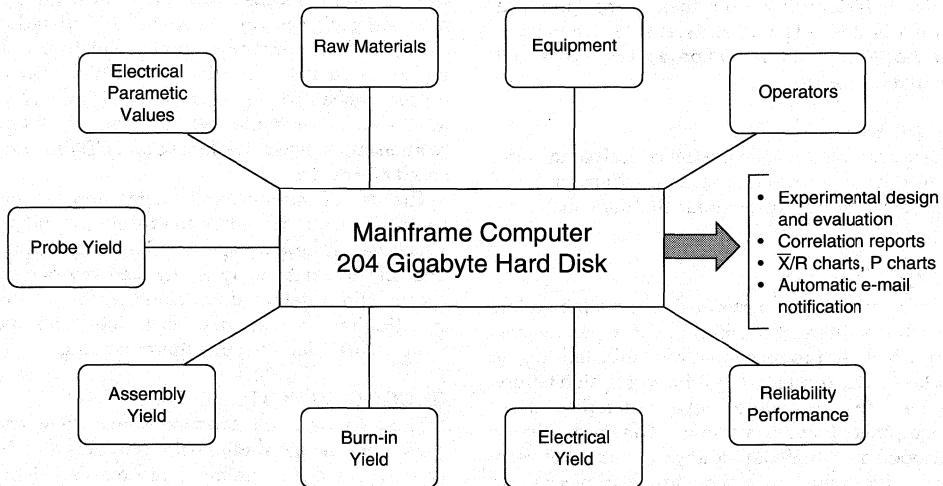 Raw Materials
Equipment
Electrical
Parametic
Values
Operators
Probe Yield
Mainframe Computer
204 Gigabyte Hard Disk
• Experimental design
and evaluation
• Correlation reports
• X̅/R charts, P charts
• Automatic e-mail
notification
Assembly
Yield
Burn-in
Yield
Electrical
Yield
Reliability
Performance